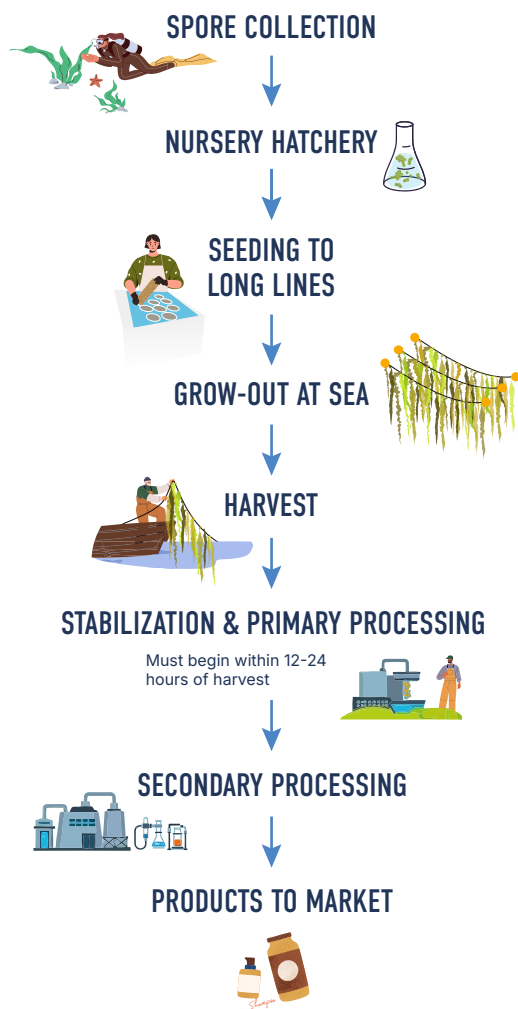 SPORE COLLECTION
NURSERY HATCHERY
SEEDING TO
LONG LINES
GROW-OUT AT SEA
HARVEST
STABILIZATION & PRIMARY PROCESSING
Must begin within 12-24
hours of harvest
SECONDARY PROCESSING
PRODUCTS TO MARKET
Shampoo